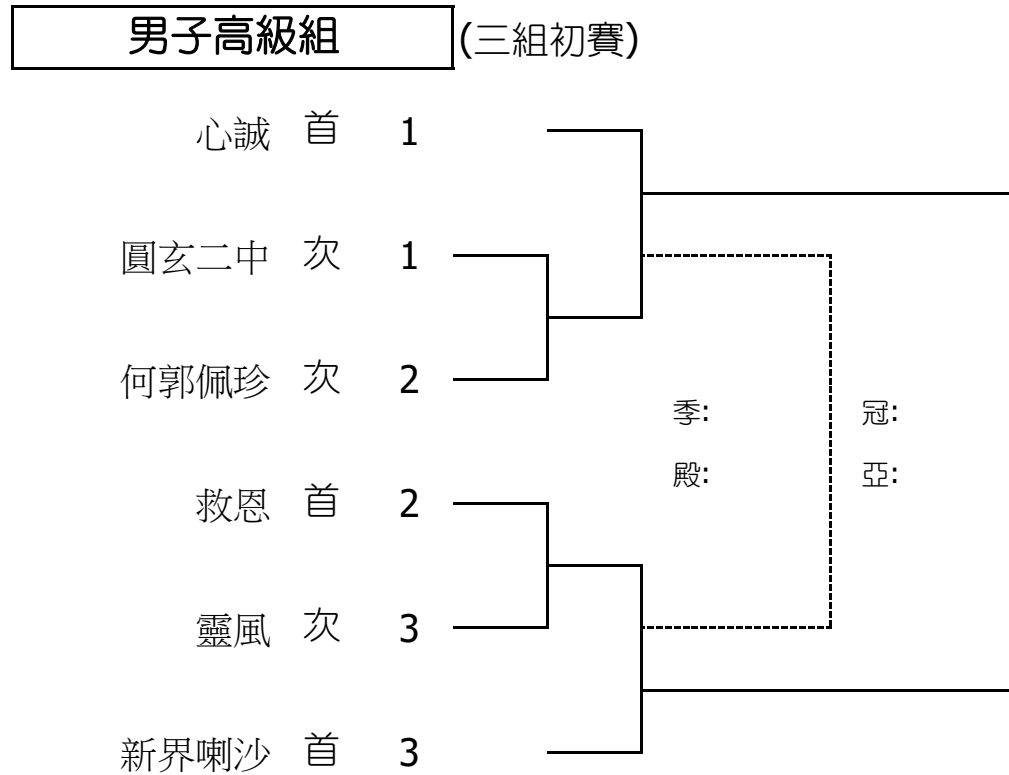 男子高級組 (三組初賽)
心誠 首 1
圓玄二中 次 1
何郭佩珍 次 2
季: 冠:
殿: 亞:
救恩 首 2
靈風 次 3
新界喇沙 首 3